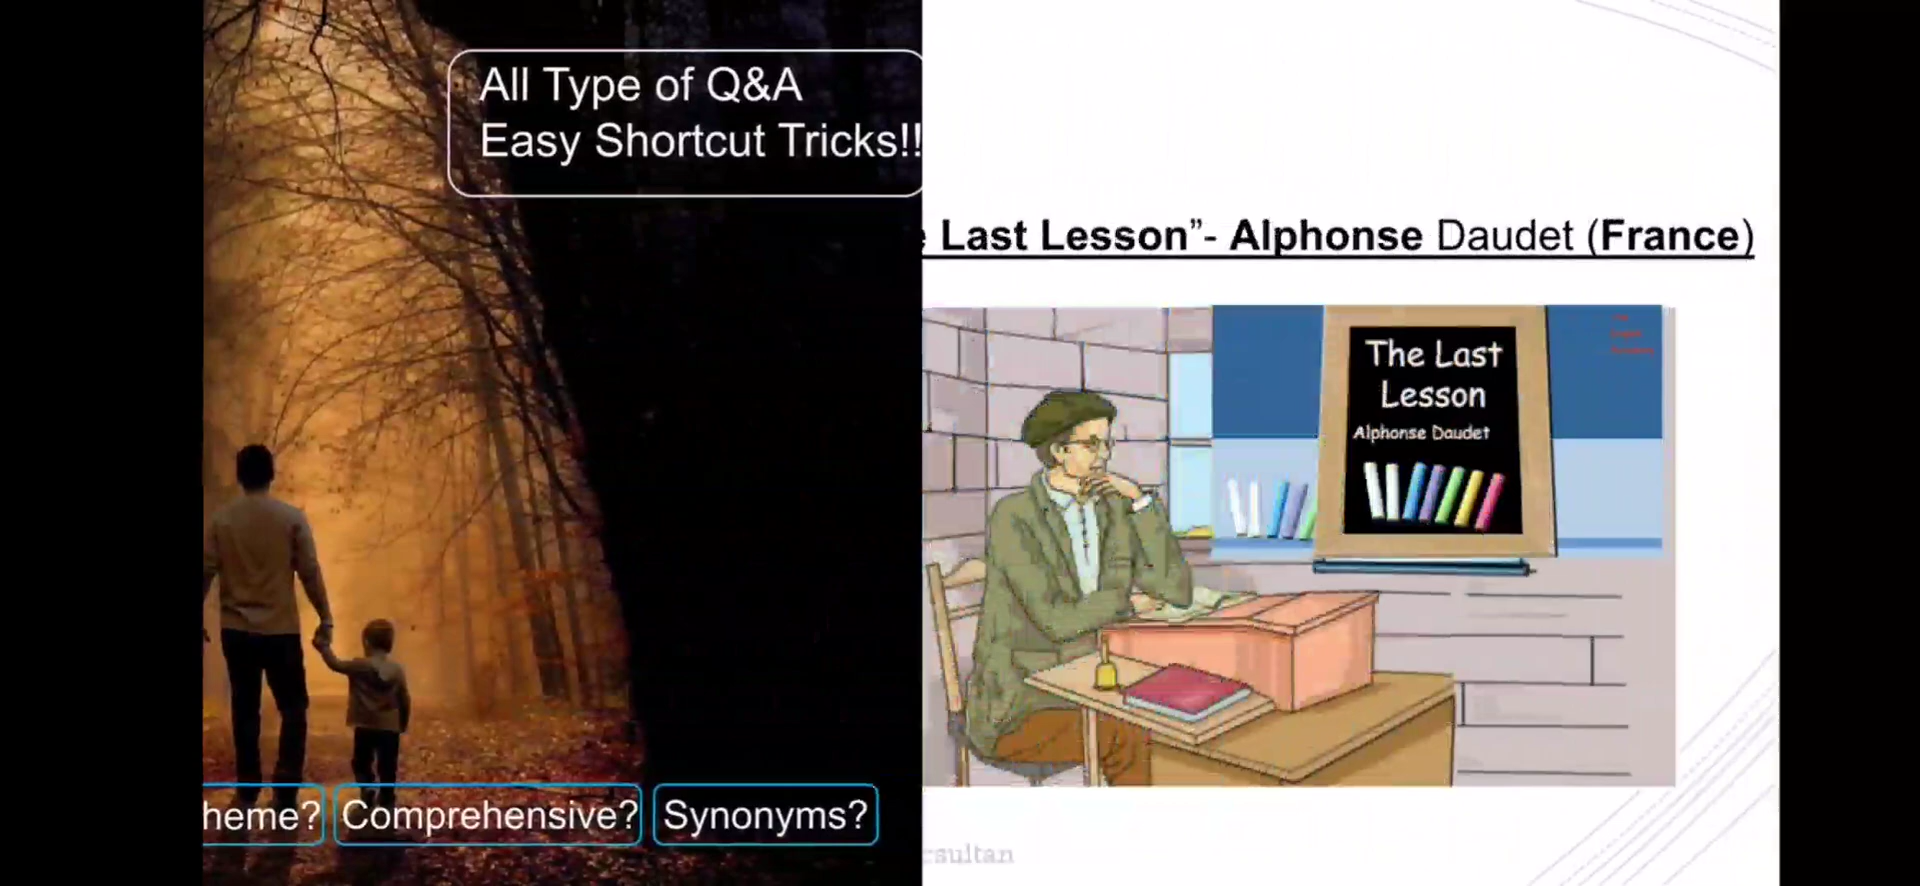 All Type of Q&A
Easy Shortcut Tricks!!
Last Lesson”- Alphonse Daudet (France)
The Last
Lesson
Alphonse Daudet
heme?
Comprehensive?
Synonyms?